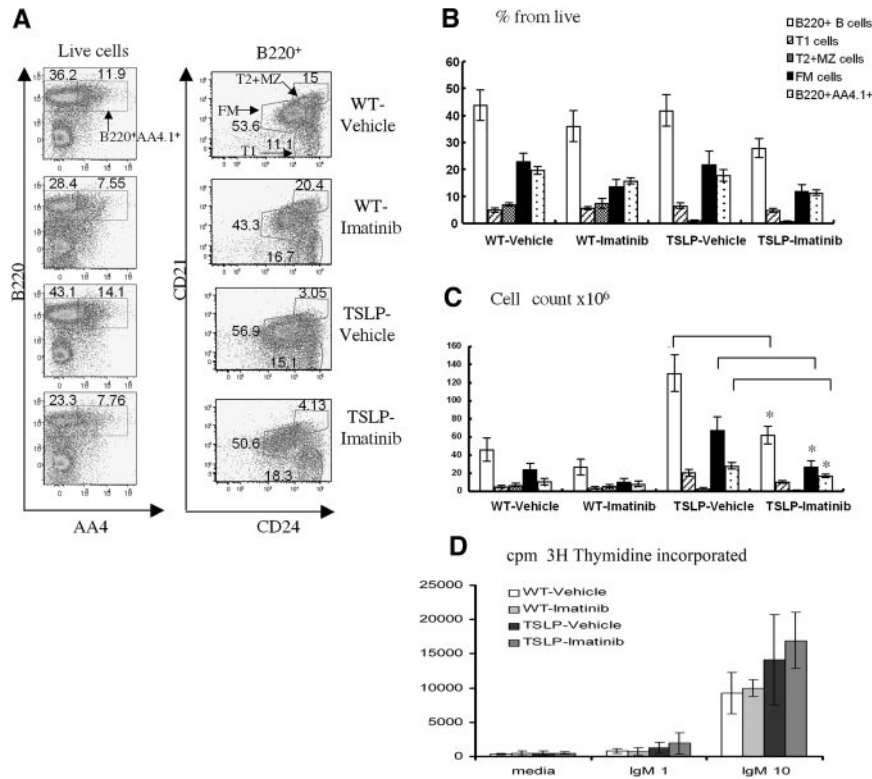 A
Live cells
B220⁺
36.2 11.9
B220⁺AA4.1⁺
T2+MZ 15
FM
53.6
11.1
T1
WT-
Vehicle
28.4 7.55
20.4
43.3
16.7
WT-
Imatinib
43.1 14.1
3.05
56.9
15.1
TSLP-
Vehicle
23.3 7.76
4.13
50.6
18.3
TSLP-
Imatinib
B220
CD21
AA4
CD24
B
% from live
B220+ B cells
T1 cells
T2+MZ cells
FM cells
B220+AA4.1+
60
50
40
30
20
10
0
WT-Vehicle WT-Imatinib TSLP-Vehicle TSLP-Imatinib
C
Cell count x10⁶
160
140
120
100
80
60
40
20
0
* * *
WT-Vehicle WT-Imatinib TSLP-Vehicle TSLP-Imatinib
D
cpm 3H Thymidine incorporated
WT-Vehicle
WT-Imatinib
TSLP-Vehicle
TSLP-Imatinib
25000
20000
15000
10000
5000
0
media IgM 1 IgM 10